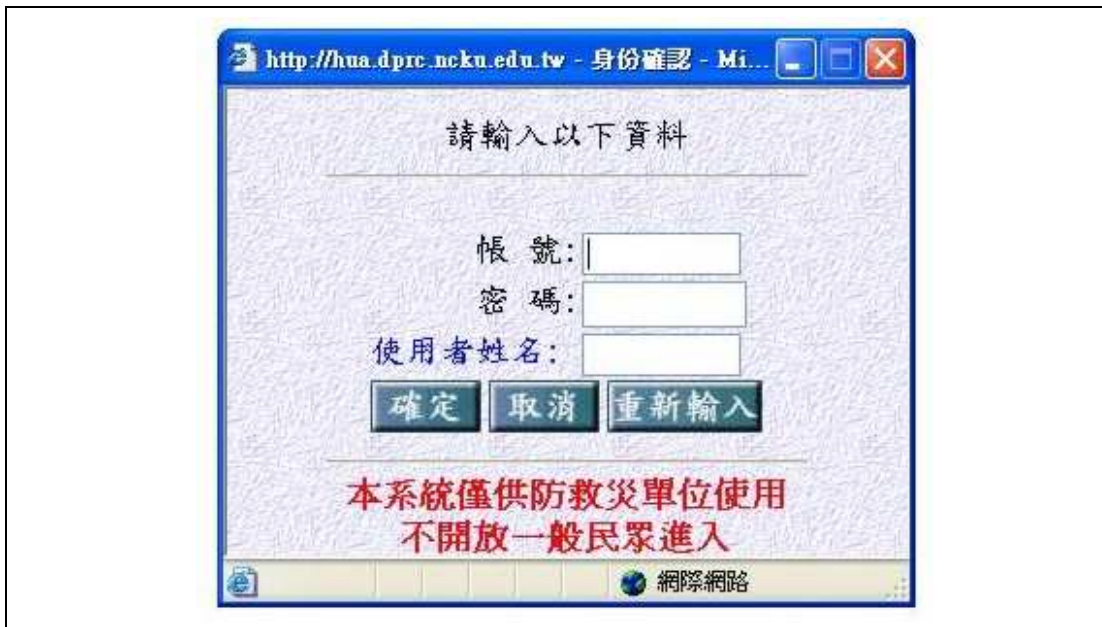 http://hua.dprc.ncku.edu.tw - 身份確認 - Mi...
請輸入以下資料
帳 號:
密 碼:
使用者姓名:
確定 取消 重新輸入
本系統僅供防救災單位使用
不開放一般民眾進入
網際網路